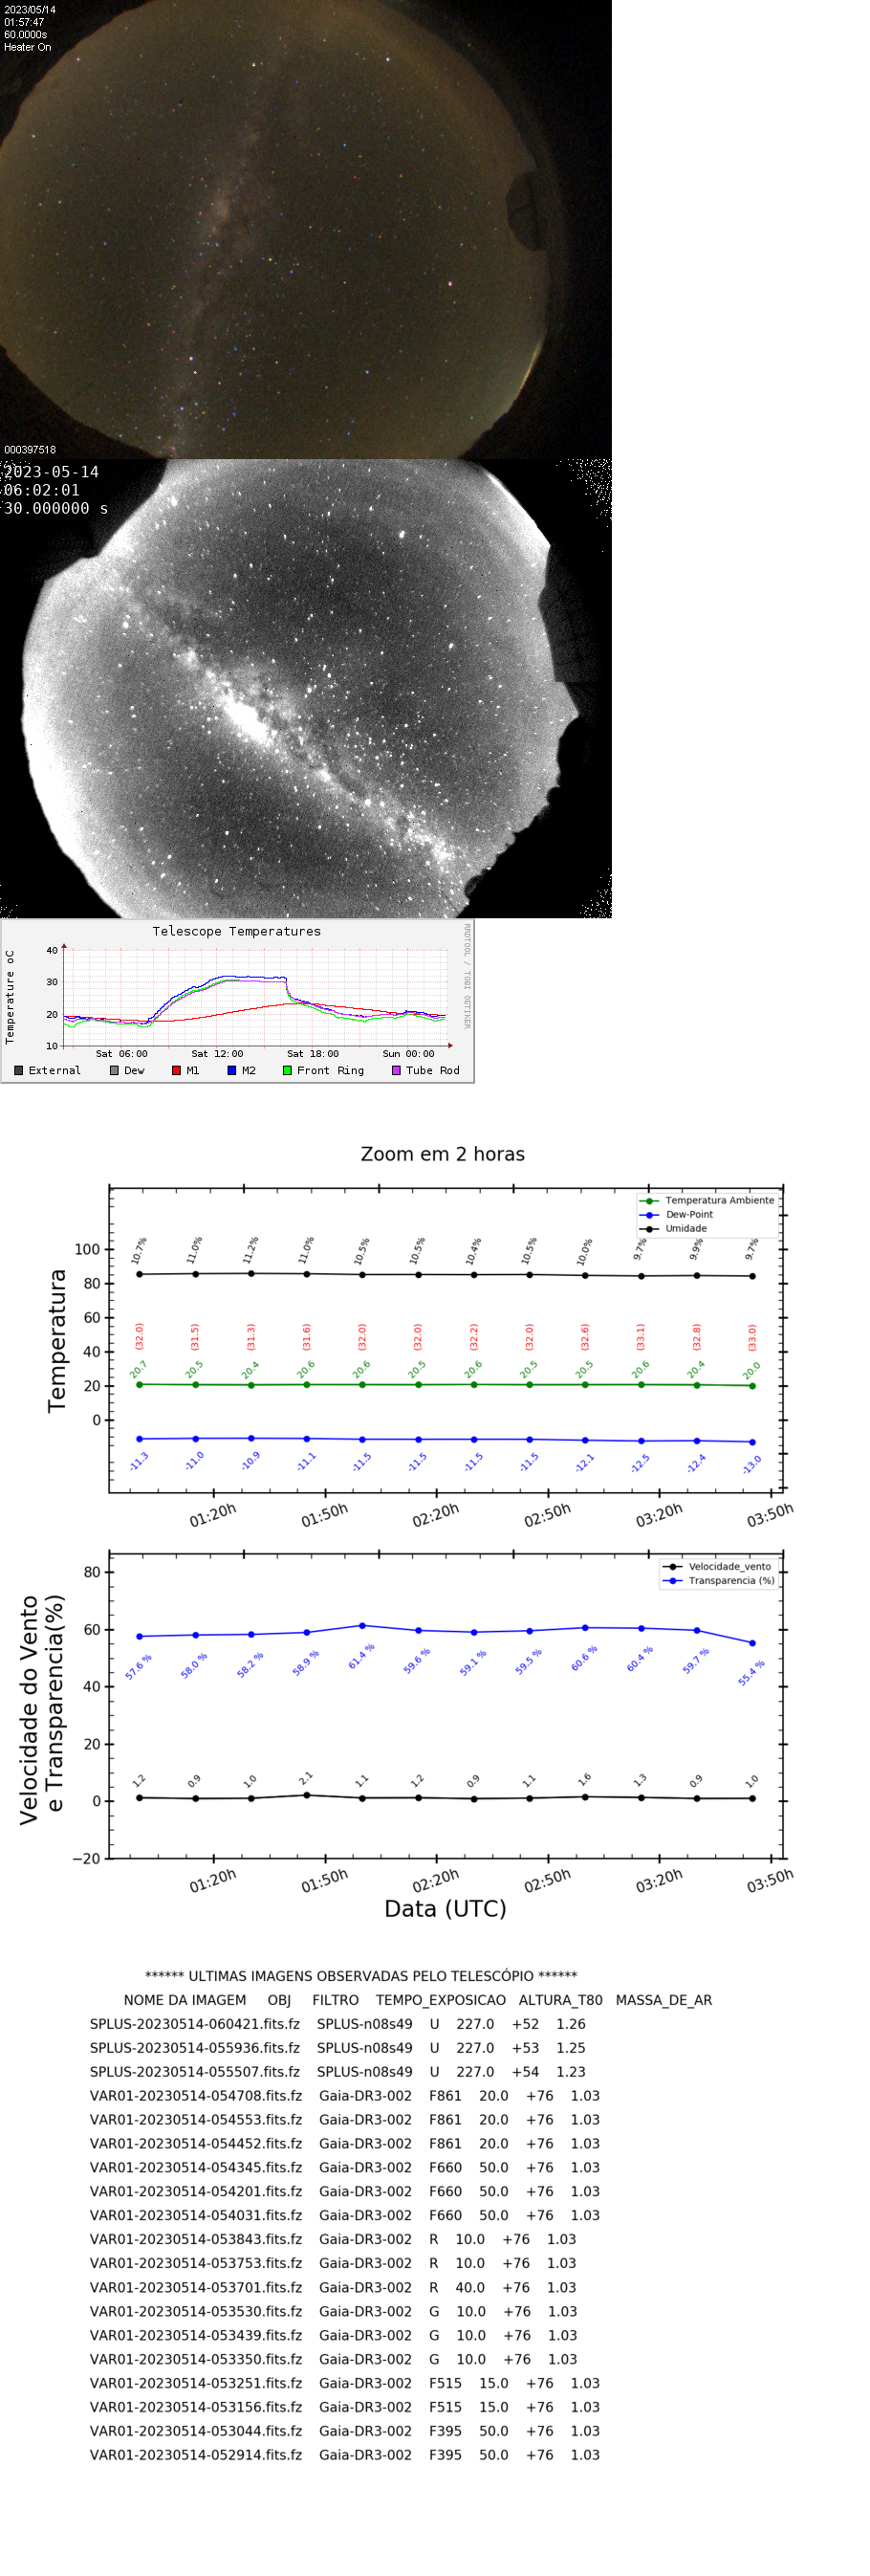 2023/05/14
01:57:47
60.0000s
Heater On
000397518
2023-05-14
06:02:01
30.000000 s
Telescope Temperatures
RRDTOOL / TOBI OETIKER
Temperature oC
40
30
20
10
Sat 06:00 Sat 12:00 Sat 18:00 Sun 00:00
External Dew M1 M2 Front Ring Tube Rod
Zoom em 2 horas
Temperatura Ambiente
Dew-Point
Umidade
Temperatura
100
80
60
40
20
0
10.7% 11.0% 11.2% 11.0% 10.5% 10.5% 10.4% 10.5% 10.0% 9.7% 9.9% 9.7%
(32.0) (31.5) (31.3) (31.6) (32.0) (32.0) (32.2) (32.0) (32.6) (33.1) (32.8) (33.0)
20.7 20.5 20.4 20.6 20.6 20.5 20.6 20.5 20.5 20.6 20.4 20.0
-11.3 -11.0 -10.9 -11.1 -11.5 -11.5 -11.5 -11.5 -12.1 -12.5 -12.4 -13.0
01:20h 01:50h 02:20h 02:50h 03:20h 03:50h
Velocidade_vento
Transparencia (%)
Velocidade do Vento
e Transparencia(%)
80
60
40
20
0
−20
57.6 % 58.0 % 58.2 % 58.9 % 61.4 % 59.6 % 59.1 % 59.5 % 60.6 % 60.4 % 59.7 % 55.4 %
1.2 0.9 1.0 2.1 1.1 1.2 0.9 1.1 1.6 1.3 0.9 1.0
01:20h 01:50h 02:20h 02:50h 03:20h 03:50h
Data (UTC)
****** ULTIMAS IMAGENS OBSERVADAS PELO TELESCÓPIO ******
NOME DA IMAGEM OBJ FILTRO TEMPO_EXPOSICAO ALTURA_T80 MASSA_DE_AR
SPLUS-20230514-060421.fits.fz SPLUS-n08s49 U 227.0 +52 1.26
SPLUS-20230514-055936.fits.fz SPLUS-n08s49 U 227.0 +53 1.25
SPLUS-20230514-055507.fits.fz SPLUS-n08s49 U 227.0 +54 1.23
VAR01-20230514-054708.fits.fz Gaia-DR3-002 F861 20.0 +76 1.03
VAR01-20230514-054553.fits.fz Gaia-DR3-002 F861 20.0 +76 1.03
VAR01-20230514-054452.fits.fz Gaia-DR3-002 F861 20.0 +76 1.03
VAR01-20230514-054345.fits.fz Gaia-DR3-002 F660 50.0 +76 1.03
VAR01-20230514-054201.fits.fz Gaia-DR3-002 F660 50.0 +76 1.03
VAR01-20230514-054031.fits.fz Gaia-DR3-002 F660 50.0 +76 1.03
VAR01-20230514-053843.fits.fz Gaia-DR3-002 R 10.0 +76 1.03
VAR01-20230514-053753.fits.fz Gaia-DR3-002 R 10.0 +76 1.03
VAR01-20230514-053701.fits.fz Gaia-DR3-002 R 40.0 +76 1.03
VAR01-20230514-053530.fits.fz Gaia-DR3-002 G 10.0 +76 1.03
VAR01-20230514-053439.fits.fz Gaia-DR3-002 G 10.0 +76 1.03
VAR01-20230514-053350.fits.fz Gaia-DR3-002 G 10.0 +76 1.03
VAR01-20230514-053251.fits.fz Gaia-DR3-002 F515 15.0 +76 1.03
VAR01-20230514-053156.fits.fz Gaia-DR3-002 F515 15.0 +76 1.03
VAR01-20230514-053044.fits.fz Gaia-DR3-002 F395 50.0 +76 1.03
VAR01-20230514-052914.fits.fz Gaia-DR3-002 F395 50.0 +76 1.03